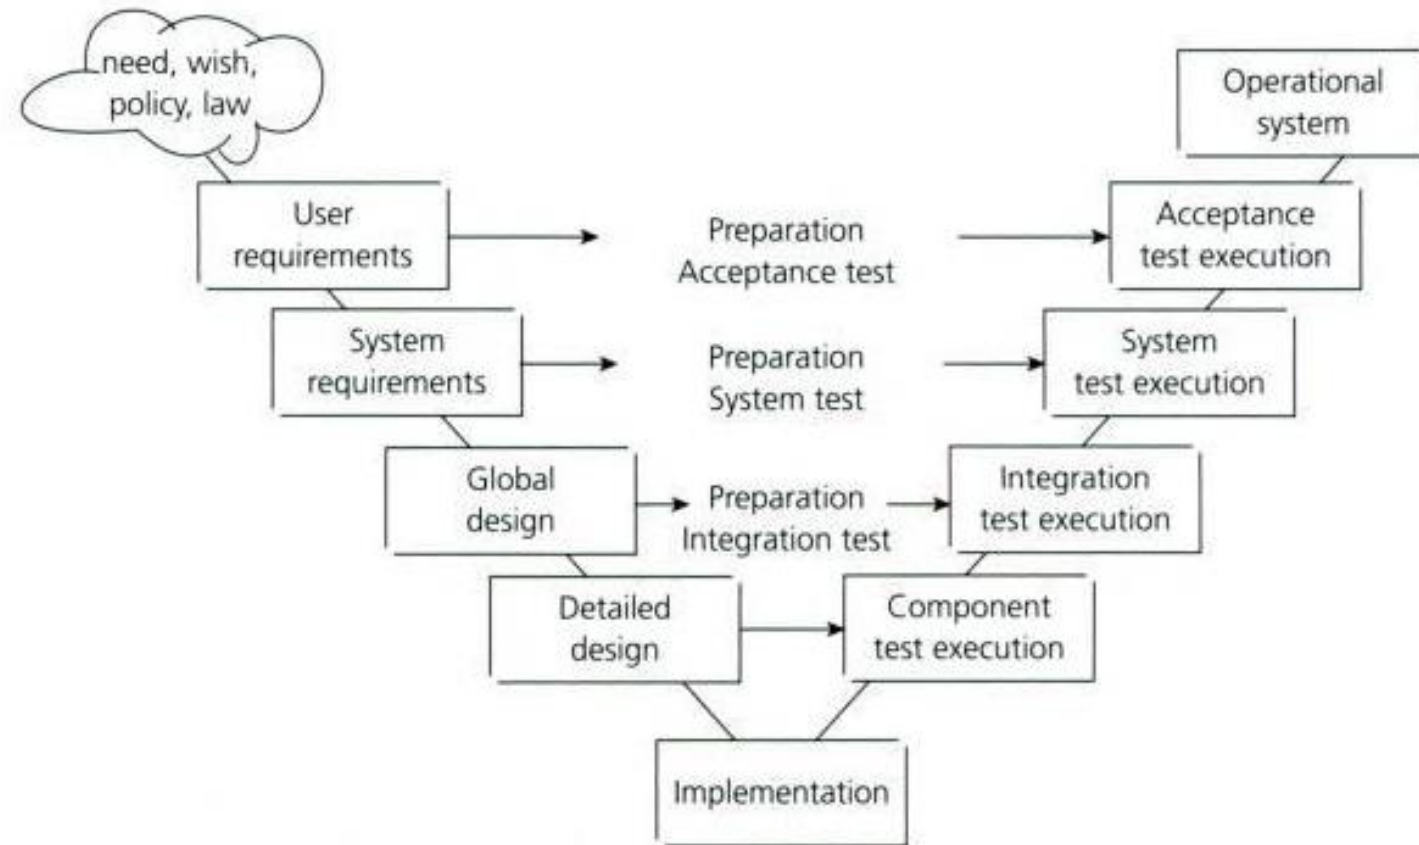 need, wish,
policy, law
Operational
system
User
requirements
Preparation
Acceptance test
Acceptance
test execution
System
requirements
Preparation
System test
System
test execution
Global
design
Preparation
Integration test
Integration
test execution
Detailed
design
Component
test execution
Implementation